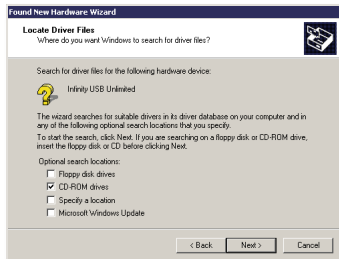 Found New Hardware Wizard
Locate Driver Files
Where do you want Windows to search for driver files?
Search for driver files for the following hardware device:
Infinity USB Unlimited
The wizard searches for suitable drivers in its driver database on your computer and in
any of the following optional search locations that you specify.
To start the search, click Next. If you are searching on a floppy disk or CD-ROM drive,
insert the floppy disk or CD before clicking Next.
Optional search locations:
Floppy disk drives
CD-ROM drives
Specify a location
Microsoft Windows Update
< Back Next > Cancel